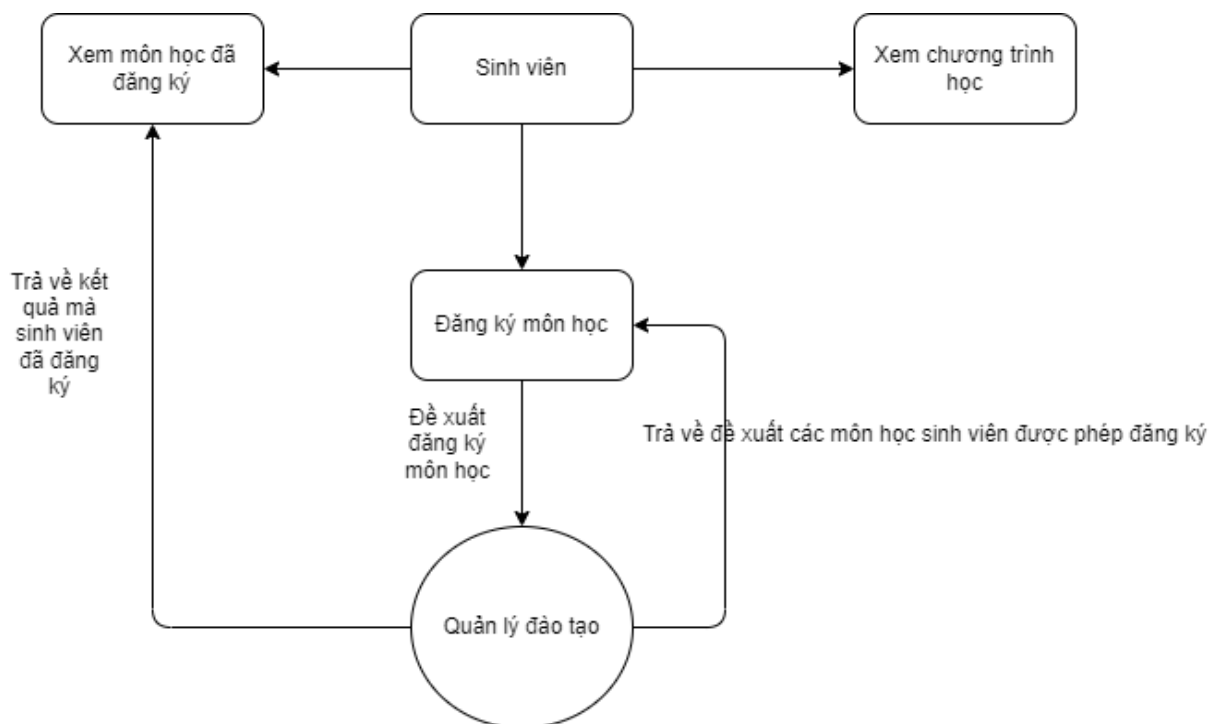 Xem môn học đã
đăng ký
Sinh viên
Xem chương trình
học
Trả về kết
quả mà
sinh viên
đã đăng
ký
Đăng ký môn học
Đề xuất
đăng ký
môn học
Trả về đề xuất các môn học sinh viên được phép đăng ký
Quản lý đào tạo